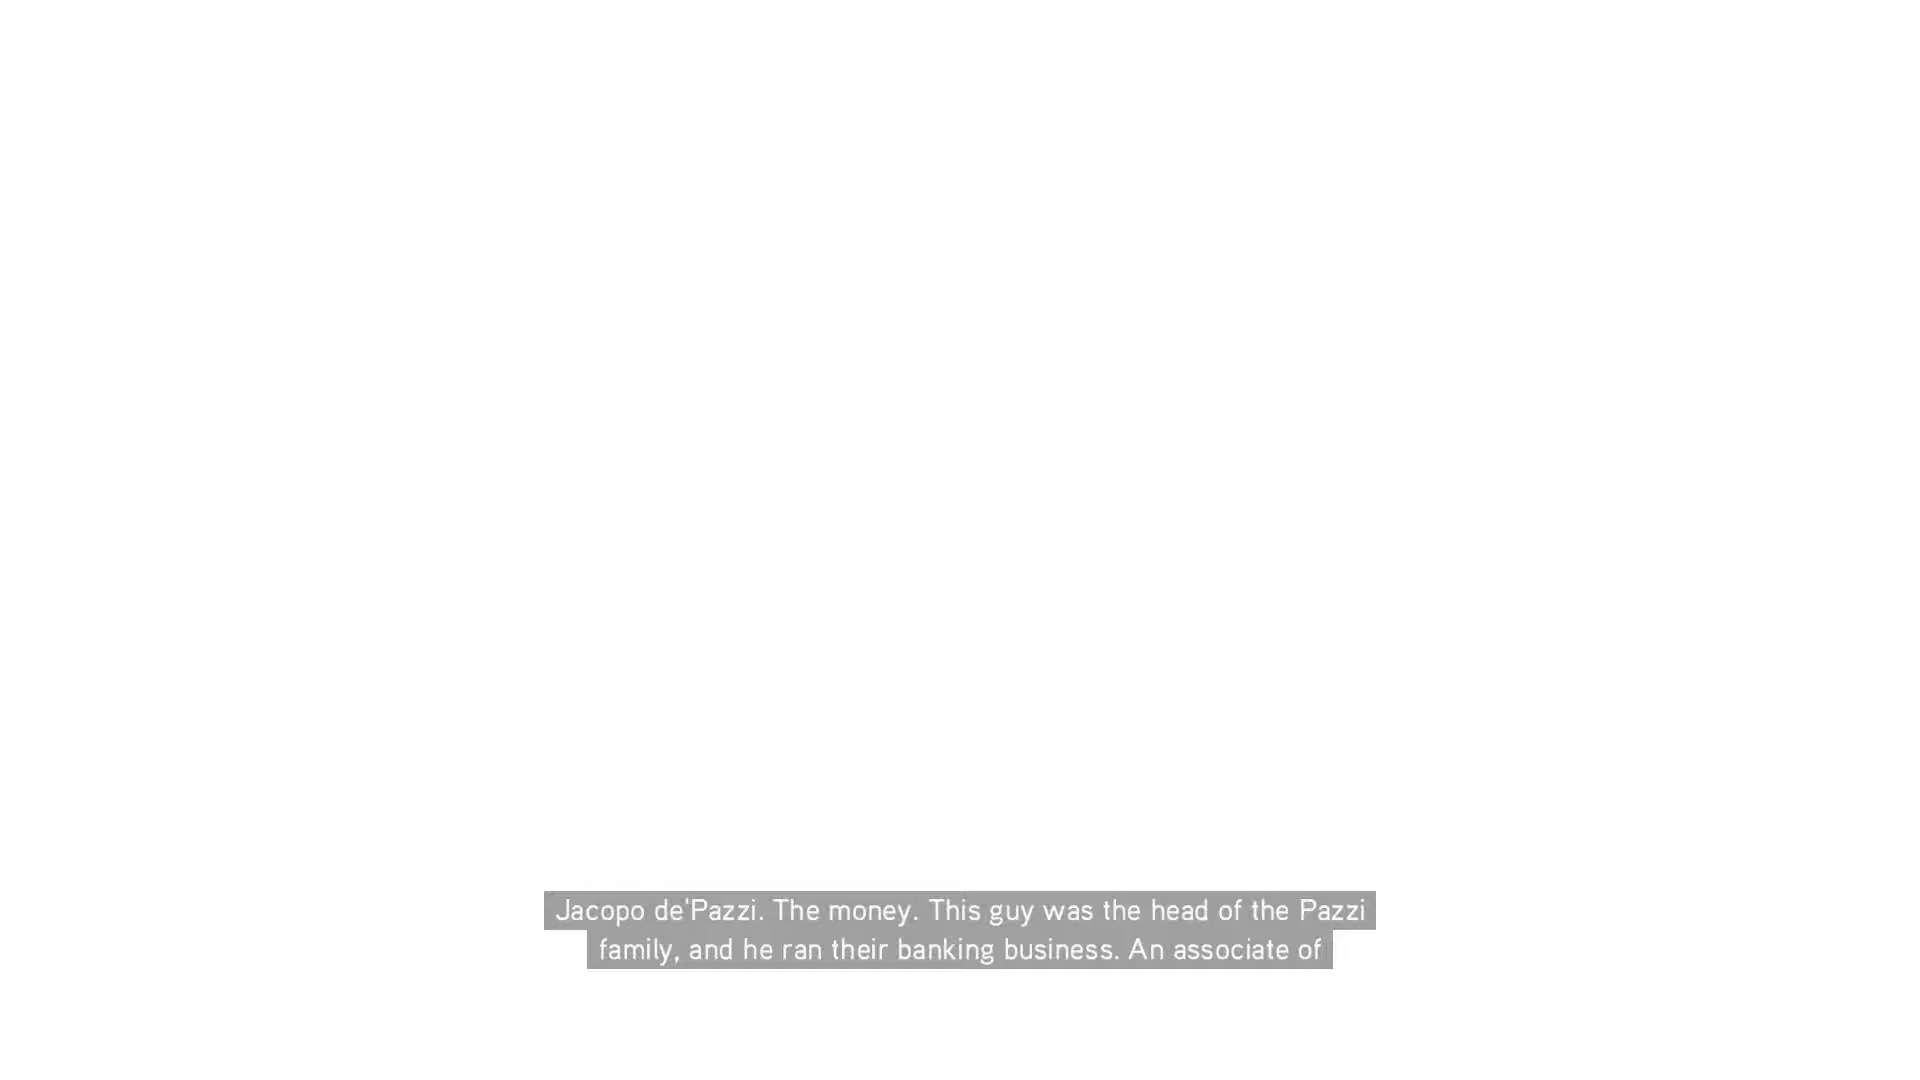 Jacopo de'Pazzi. The money. This guy was the head of the Pazzi
family, and he ran their banking business. An associate of